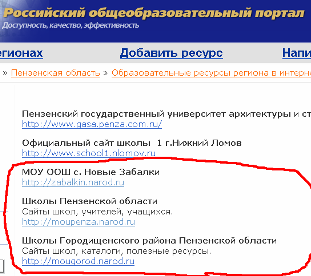 Российский общеобразовательный портал
Доступность, качество, эффективность
егионах Добавить ресурс Напи
» Пензенская область » Образовательные ресурсы региона в интерн
Пензенский государственный университет архитектуры и ст
http://www.gasa.penza.com.ru/
Официальный сайт школы 1 г.Нижний Ломов
http://www.school1.nlomov.ru
МОУ ООШ с. Новые Забалки
http://zabalkin.narod.ru
Школы Пензенской области
Сайты школ, учителей, учащихся.
http://moupenza.narod.ru
Школы Городищенского района Пензенской области
Сайты школ, каталоги, полезные ресурсы.
http://mougorod.narod.ru